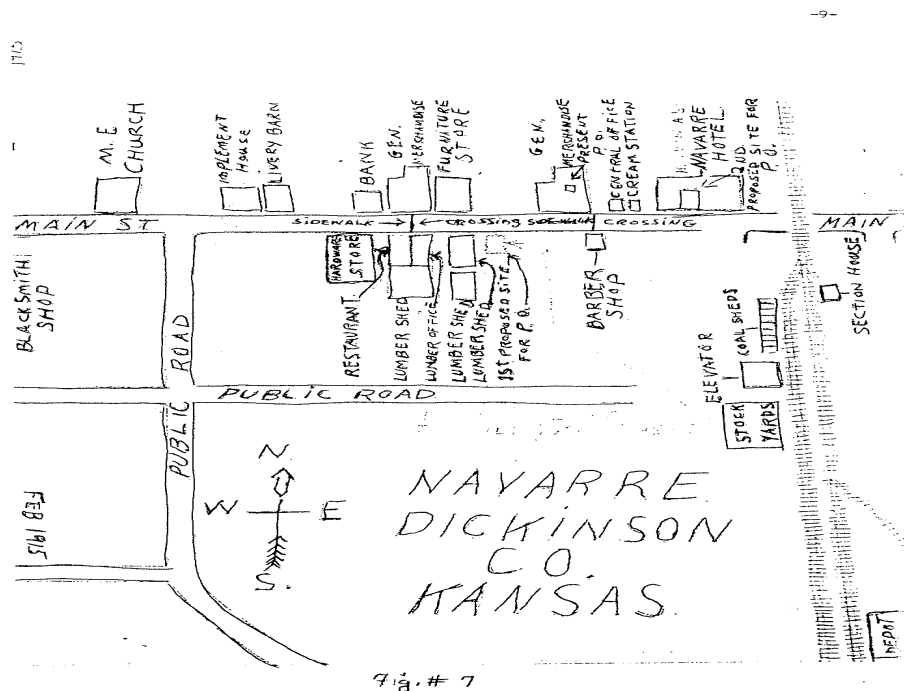 -9-
1915
M. E
CHURCH
IMPLEMENT
HOUSE
LIVERY BARN
BANK
GEN.
MERCHANDISE
FURNITURE
STORE
GEN.
MERCHANDISE
PRESENT
P.O.
CENTRAL OFFICE
CREAM STATION
NAVARRE
HOTEL
2ND.
PROPOSED SITE FOR
P.O.
MAIN ST
SIDEWALK
CROSSING
CROSSING
MAIN
BLACKSMITH
SHOP
ROAD
PUBLIC
HARDWARE
STORE
RESTAURANT
LUMBER SHED
LUMBER OFFICE
LUMBER SHED
LUMBER SHED
1ST PROPOSED SITE
FOR P.O.
BARBER
SHOP
SECTION HOUSE
COAL SHEDS
ELEVATOR
STOCK
YARDS
PUBLIC ROAD
FEB 1915
N.
W E
S.
NAVARRE
DICKINSON
CO.
KANSAS.
DEPOT
Fig. # 7